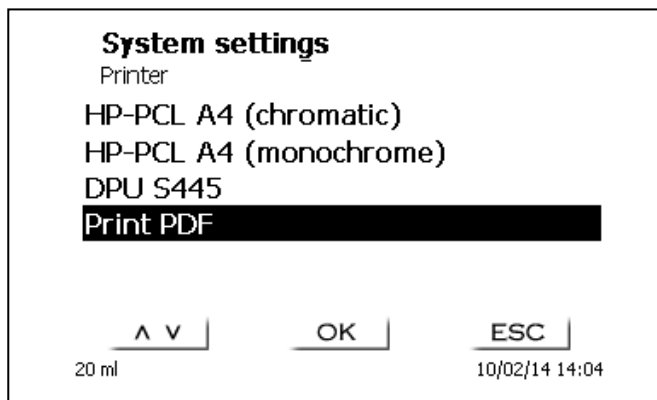 System settings
Printer
HP-PCL A4 (chromatic)
HP-PCL A4 (monochrome)
DPU S445
Print PDF
∧ ∨ OK ESC
20 ml 10/02/14 14:04